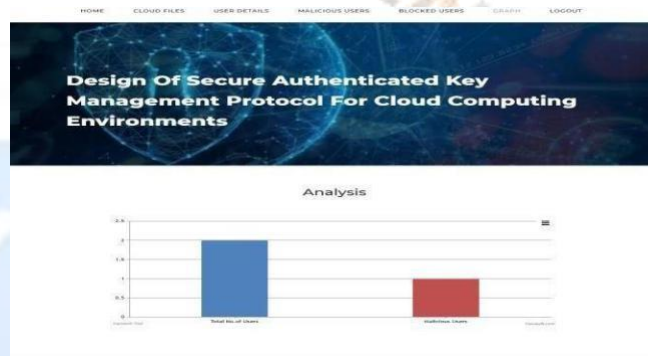 HOME CLOUD FILES USER DETAILS MALICIOUS USERS BLOCKED USERS GRAPH LOGOUT
Design Of Secure Authenticated Key
Management Protocol For Cloud Computing
Environments
Analysis
2.5
2
1.5
1
0.5
0
Total No.of Users Malicious Users